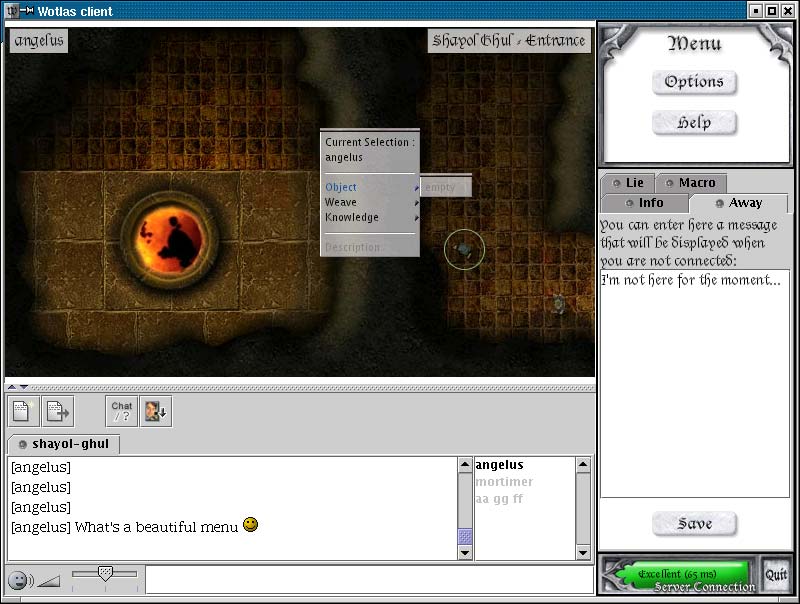 Wotlas client
angelus
Shayol Ghul - Entrance
Current Selection :
angelus
Object
empty
Weave
Knowledge
Description
Menu
Options
Help
Lie
Macro
Info
Away
You can enter here a message
that will be displayed when
you are not connected:
I'm not here for the moment...
Save
Chat
/?
shayol-ghul
[angelus]
[angelus]
[angelus]
[angelus] What's a beautiful menu
angelus
mortimer
aa gg ff
Excellent (65 ms)
Server Connection
Quit